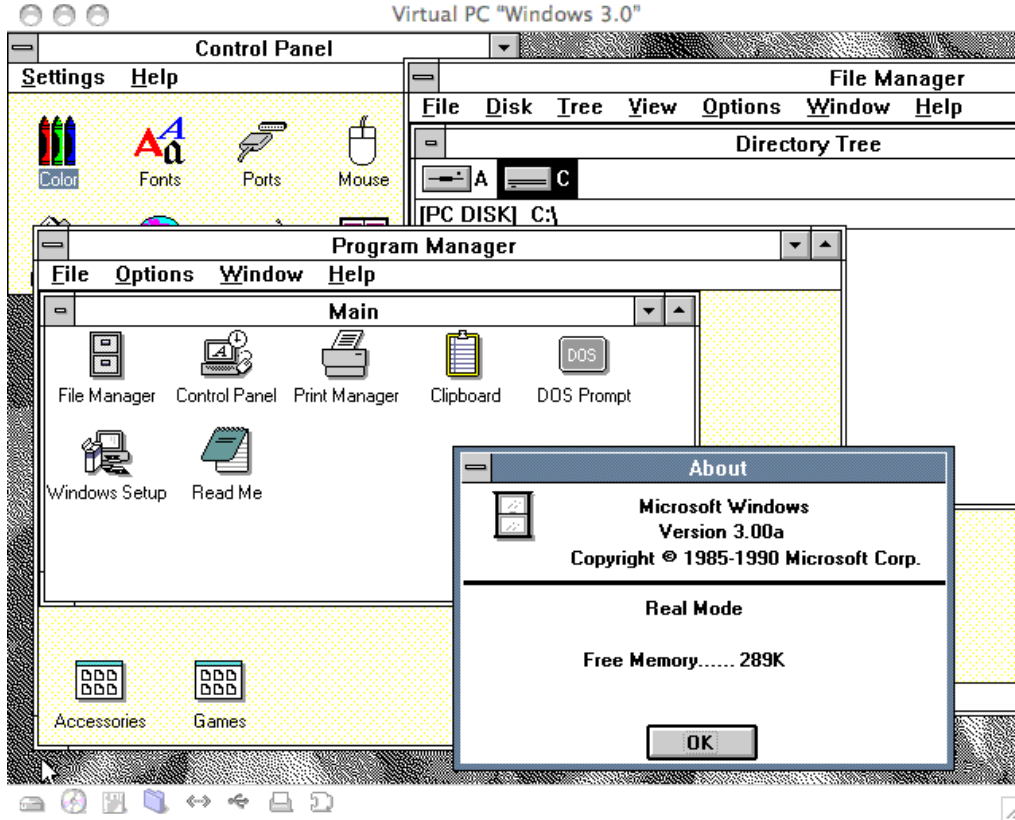 Virtual PC “Windows 3.0”
Control Panel
Settings Help
Color Fonts Ports Mouse
File Manager
File Disk Tree View Options Window Help
Directory Tree
A C
[PC DISK] C:\
Program Manager
File Options Window Help
Main
A
DOS
File Manager Control Panel Print Manager Clipboard DOS Prompt
Windows Setup Read Me
Accessories Games
About
Microsoft Windows
Version 3.00a
Copyright © 1985-1990 Microsoft Corp.
Real Mode
Free Memory...... 289K
OK